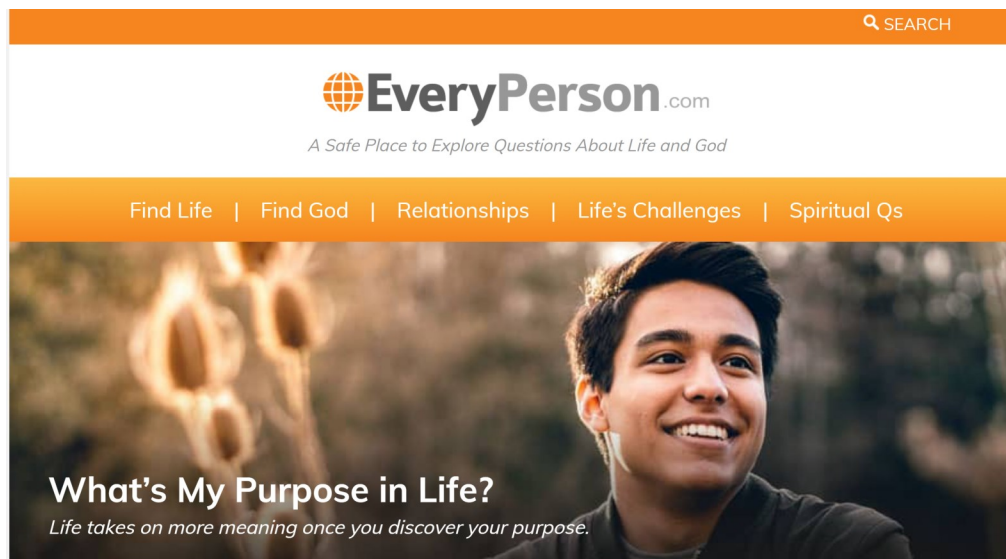 SEARCH
EveryPerson.com
A Safe Place to Explore Questions About Life and God
Find Life | Find God | Relationships | Life's Challenges | Spiritual Qs
What's My Purpose in Life?
Life takes on more meaning once you discover your purpose.